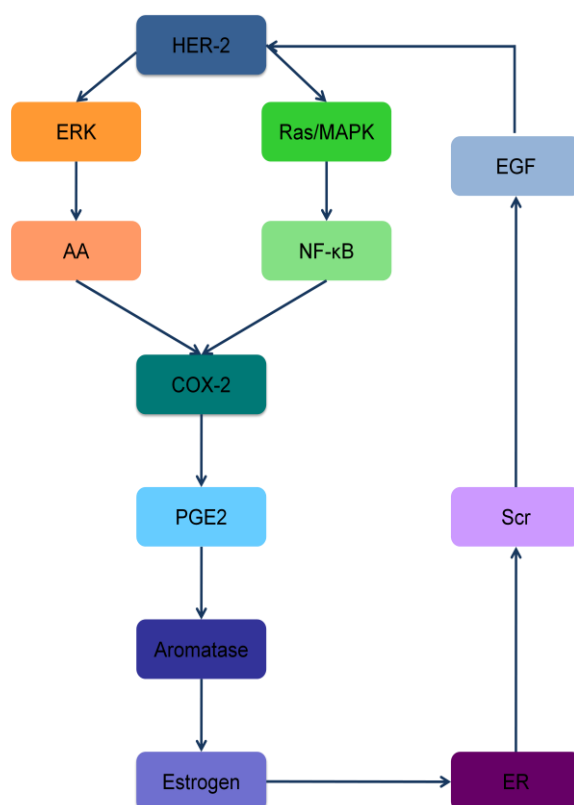 HER-2
ERK
Ras/MAPK
EGF
AA
NF-κB
COX-2
PGE2
Scr
Aromatase
Estrogen
ER